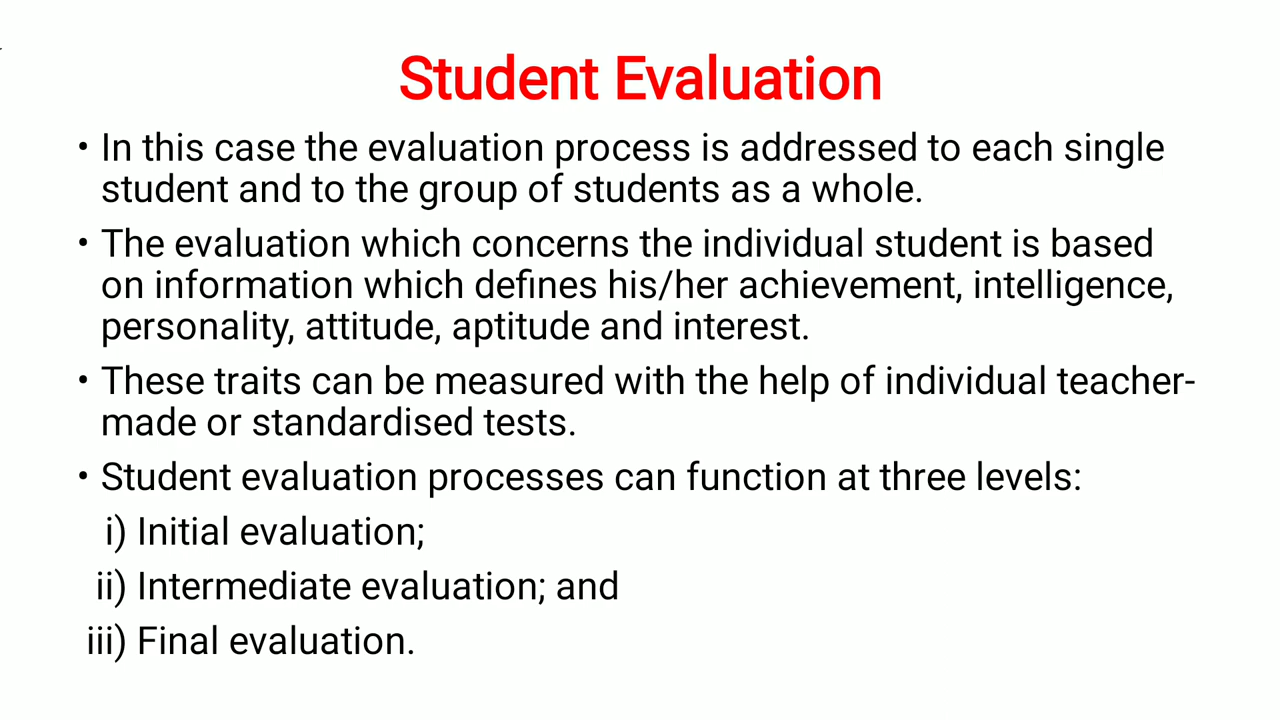 Student Evaluation
• In this case the evaluation process is addressed to each single
student and to the group of students as a whole.
• The evaluation which concerns the individual student is based
on information which defines his/her achievement, intelligence,
personality, attitude, aptitude and interest.
• These traits can be measured with the help of individual teacher-
made or standardised tests.
• Student evaluation processes can function at three levels:
i) Initial evaluation;
ii) Intermediate evaluation; and
iii) Final evaluation.